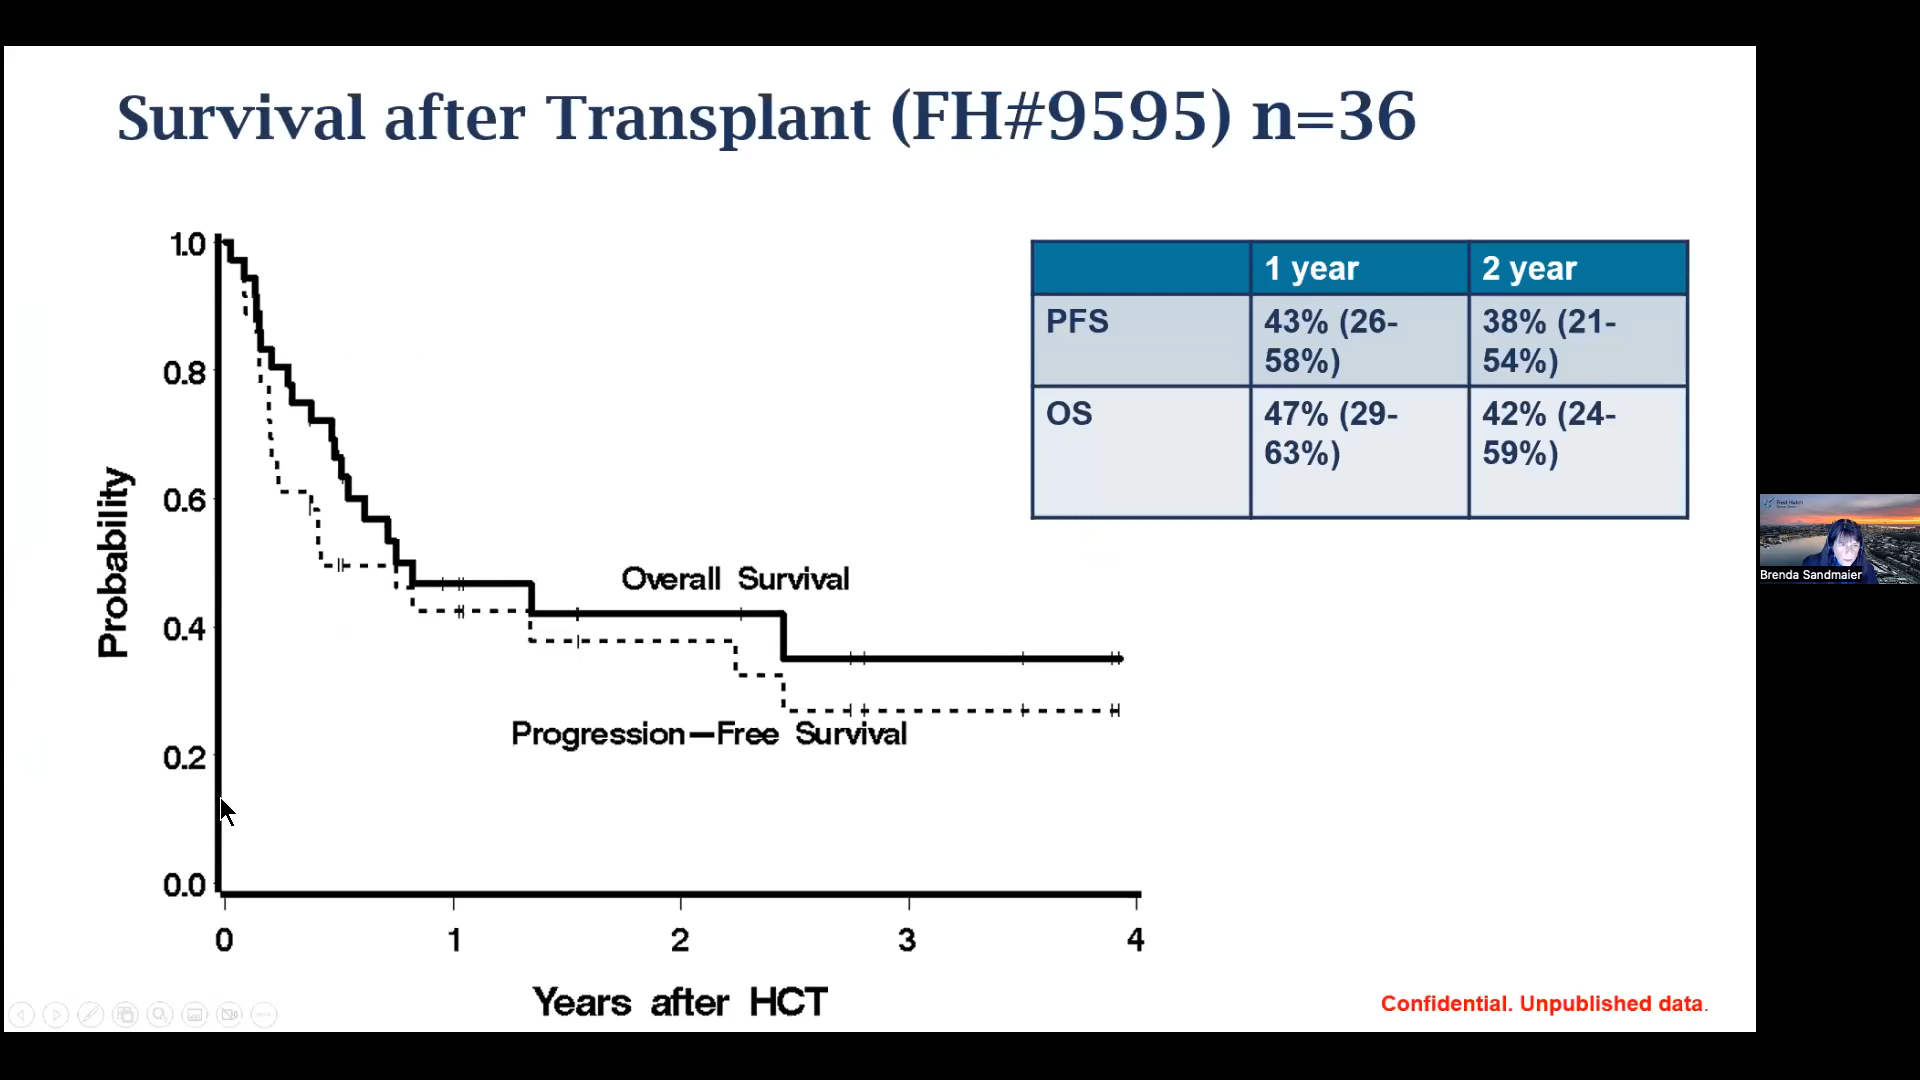 Survival after Transplant (FH#9595) n=36
1.0
0.8
0.6
0.4
0.2
0.0
Probability
Overall Survival
Progression—Free Survival
0 1 2 3 4
Years after HCT
1 year 2 year
PFS 43% (26- 38% (21-
58%) 54%)
OS 47% (29- 42% (24-
63%) 59%)
Fred Hutch
Brenda Sandmaier
Confidential. Unpublished data.